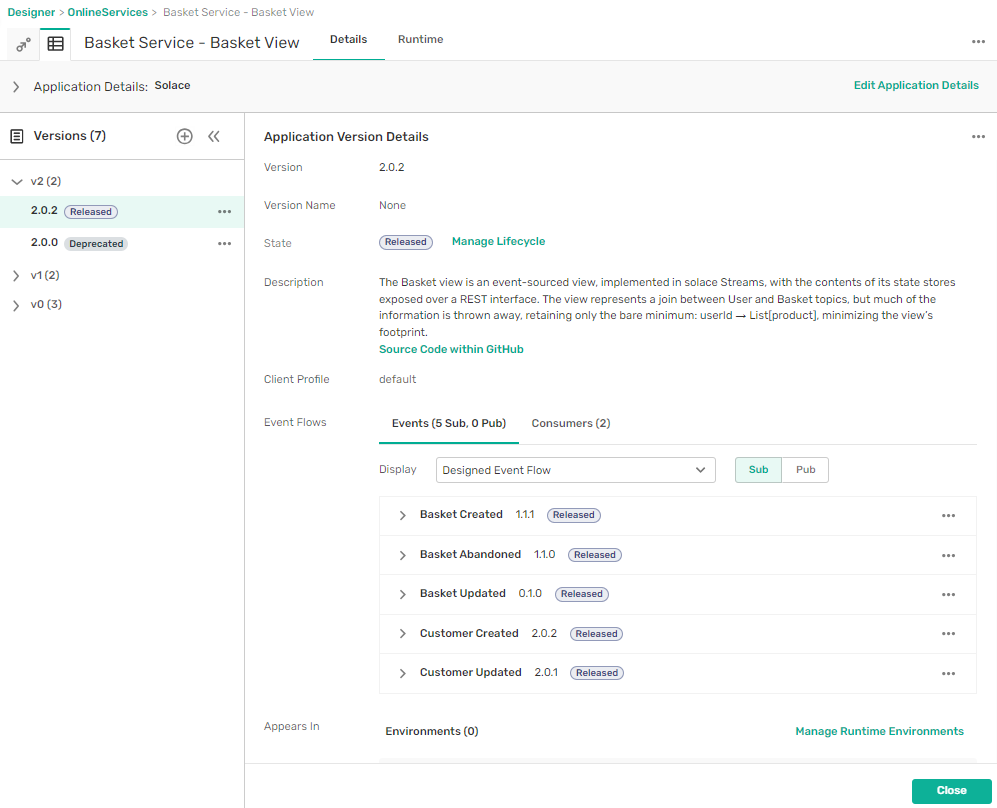 Designer > OnlineServices > Basket Service - Basket View
Basket Service - Basket View
Details
Runtime
Application Details: Solace
Edit Application Details
Versions (7)
v2 (2)
2.0.2 Released
2.0.0 Deprecated
v1 (2)
v0 (3)
Application Version Details
Version 2.0.2
Version Name None
State Released Manage Lifecycle
Description The Basket view is an event-sourced view, implemented in solace Streams, with the contents of its state stores
exposed over a REST interface. The view represents a join between User and Basket topics, but much of the
information is thrown away, retaining only the bare minimum: userId → List[product], minimizing the view's
footprint.
Source Code within GitHub
Client Profile default
Event Flows Events (5 Sub, 0 Pub) Consumers (2)
Display Designed Event Flow Sub Pub
Basket Created 1.1.1 Released
Basket Abandoned 1.1.0 Released
Basket Updated 0.1.0 Released
Customer Created 2.0.2 Released
Customer Updated 2.0.1 Released
Appears In Environments (0) Manage Runtime Environments
Close